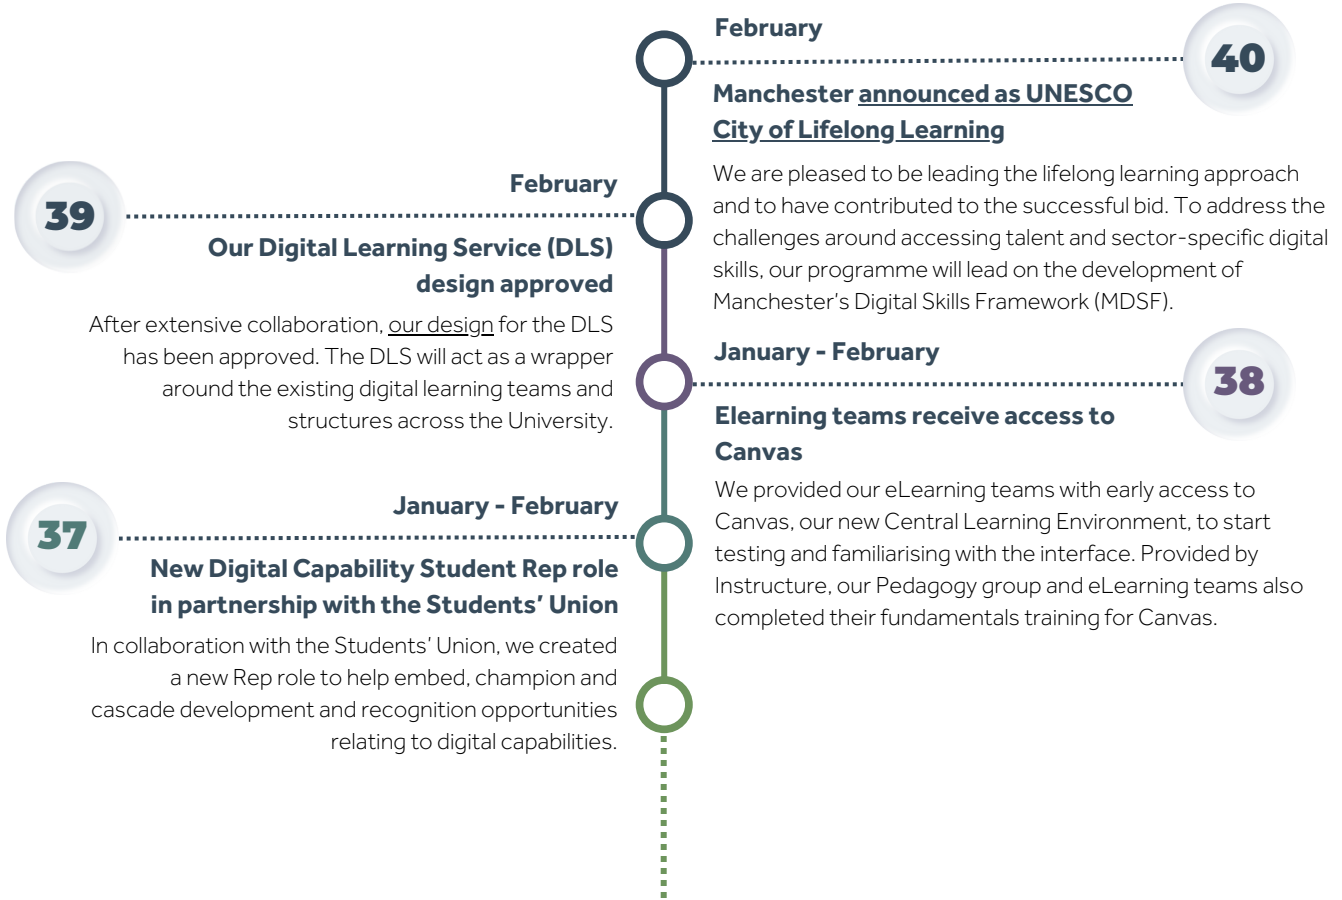 February
40
Manchester announced as UNESCO
City of Lifelong Learning
We are pleased to be leading the lifelong learning approach
and to have contributed to the successful bid. To address the
challenges around accessing talent and sector-specific digital
skills, our programme will lead on the development of
Manchester's Digital Skills Framework (MDSF).
39
February
Our Digital Learning Service (DLS)
design approved
After extensive collaboration, our design for the DLS
has been approved. The DLS will act as a wrapper
around the existing digital learning teams and
structures across the University.
January - February
38
Elearning teams receive access to
Canvas
We provided our eLearning teams with early access to
Canvas, our new Central Learning Environment, to start
testing and familiarising with the interface. Provided by
Instructure, our Pedagogy group and eLearning teams also
completed their fundamentals training for Canvas.
37
January - February
New Digital Capability Student Rep role
in partnership with the Students' Union
In collaboration with the Students' Union, we created
a new Rep role to help embed, champion and
cascade development and recognition opportunities
relating to digital capabilities.